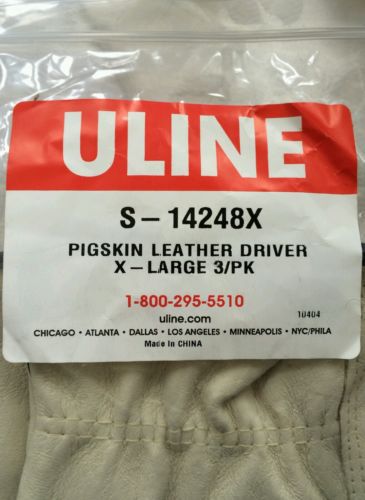 ULINE
S-14248X
PIGSKIN LEATHER DRIVER
X-LARGE 3/PK
1-800-295-5510
uline.com
10404
CHICAGO • ATLANTA • DALLAS • LOS ANGELES • MINNEAPOLIS • NYC/PHILA
Made In CHINA